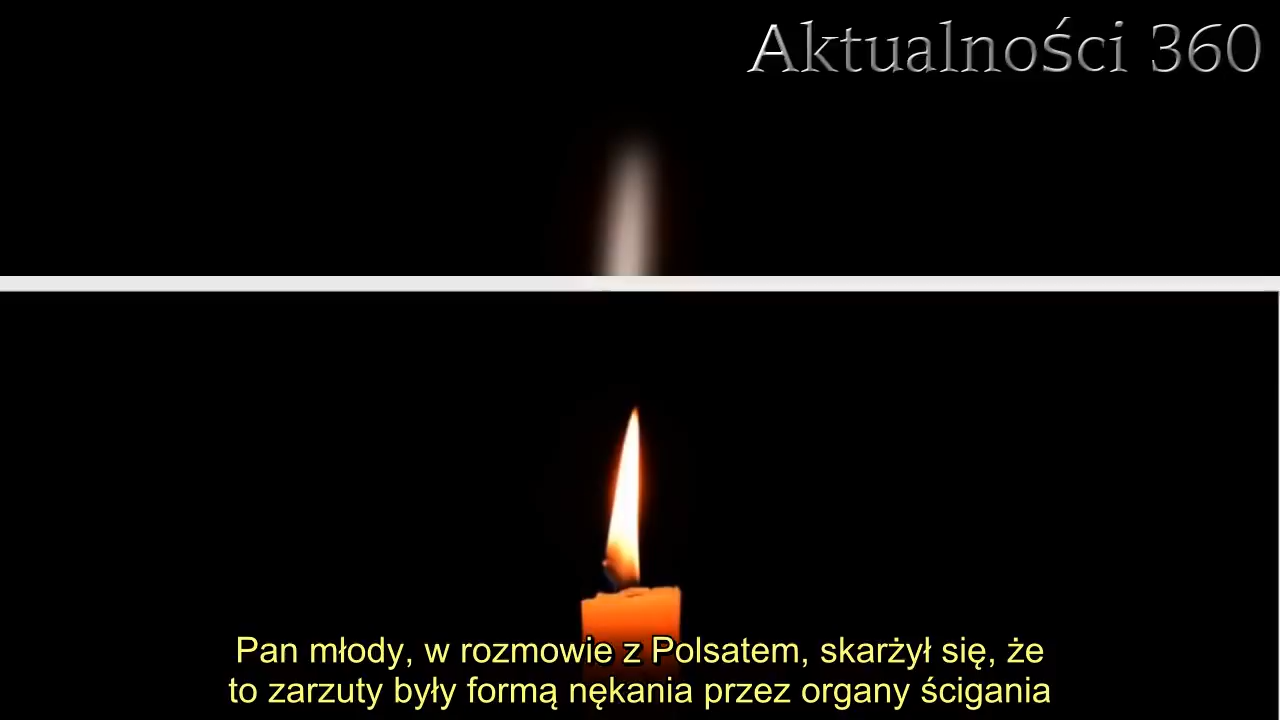 Aktualności 360
Pan młody, w rozmowie z Polsatem, skarżył się, że
to zarzuty były formą nękania przez organy ścigania